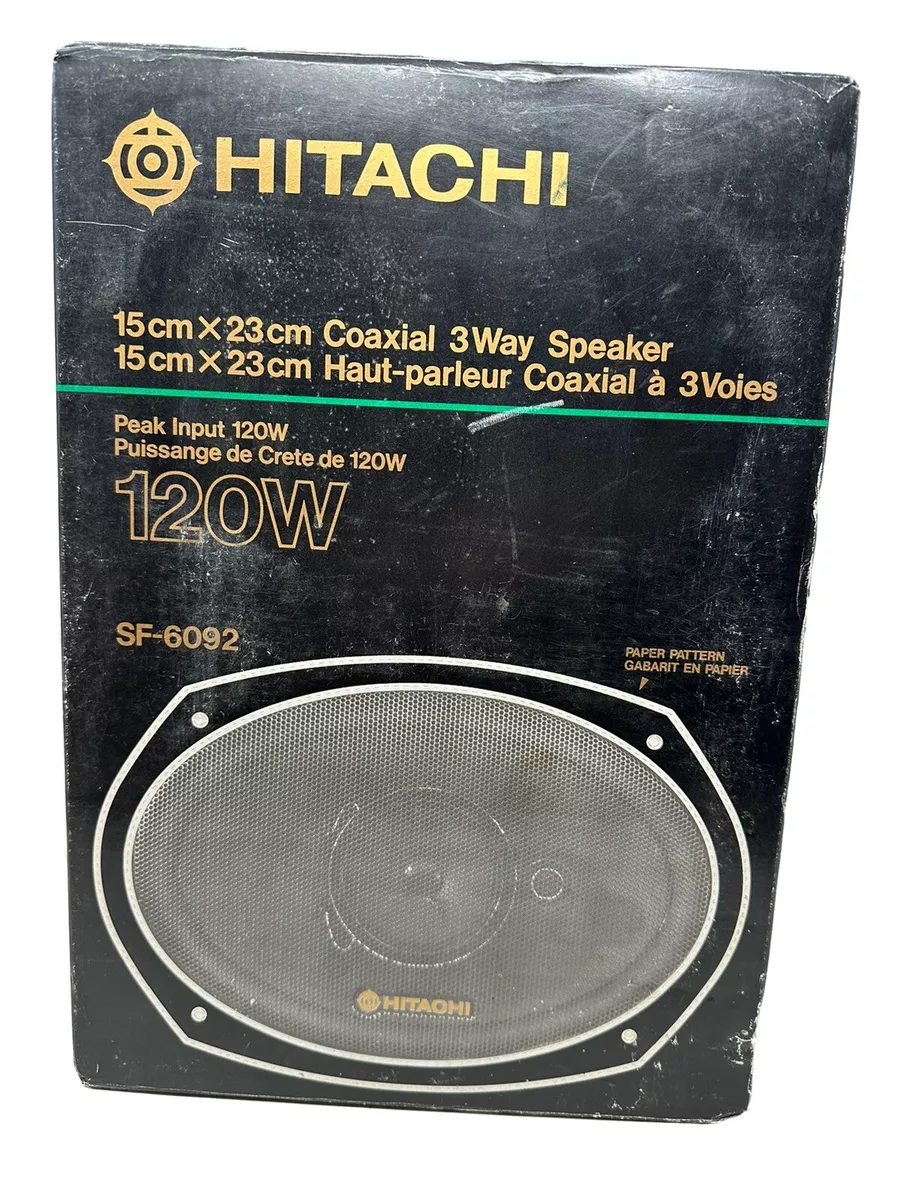 HITACHI
15cm×23cm Coaxial 3Way Speaker
15cm×23cm Haut-parleur Coaxial à 3Voies
Peak Input 120W
Puissange de Crete de 120W
120W
SF-6092
PAPER PATTERN
GABARIT EN PAPIER
HITACHI